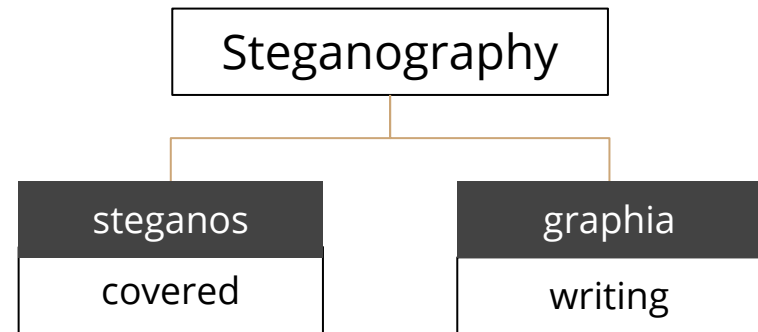 Steganography
steganos
graphia
covered
writing